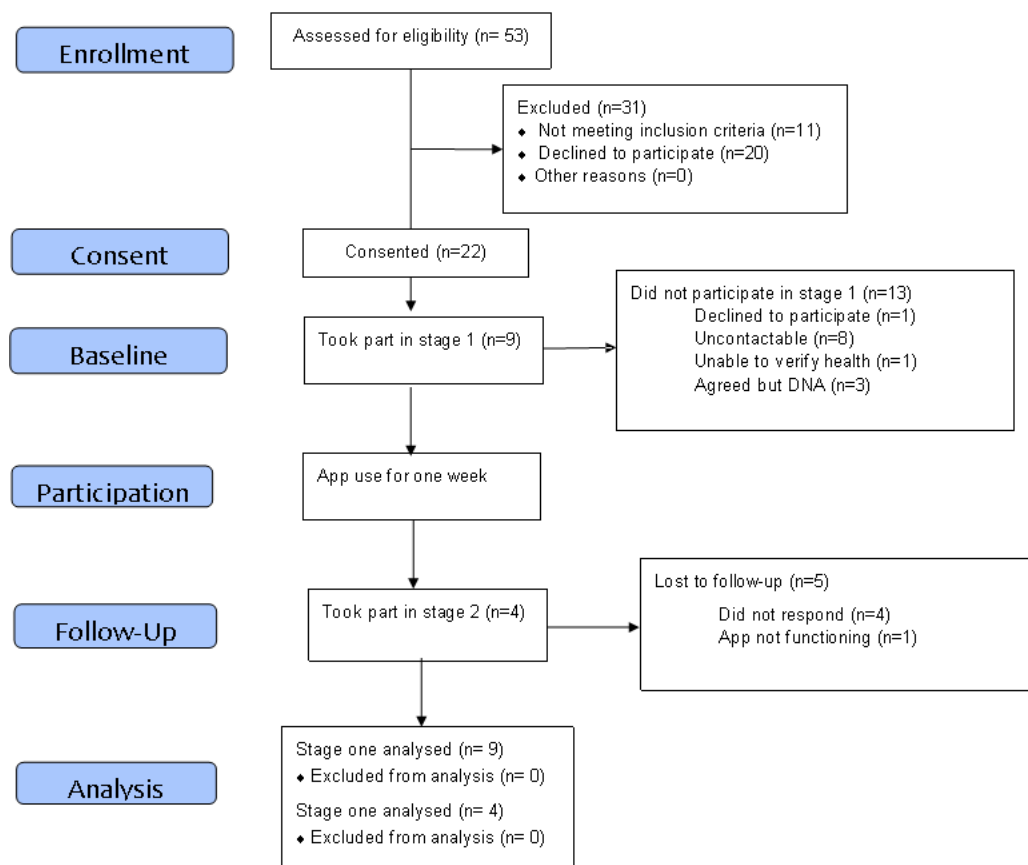 Enrollment
Assessed for eligibility (n= 53)
Excluded (n=31)
♦ Not meeting inclusion criteria (n=11)
♦ Declined to participate (n=20)
♦ Other reasons (n=0)
Consent
Consented (n=22)
Did not participate in stage 1 (n=13)
Declined to participate (n=1)
Uncontactable (n=8)
Unable to verify health (n=1)
Agreed but DNA (n=3)
Baseline
Took part in stage 1 (n=9)
Participation
App use for one week
Follow-Up
Took part in stage 2 (n=4)
Lost to follow-up (n=5)
Did not respond (n=4)
App not functioning (n=1)
Analysis
Stage one analysed (n= 9)
♦ Excluded from analysis (n= 0)
Stage one analysed (n= 4)
♦ Excluded from analysis (n= 0)